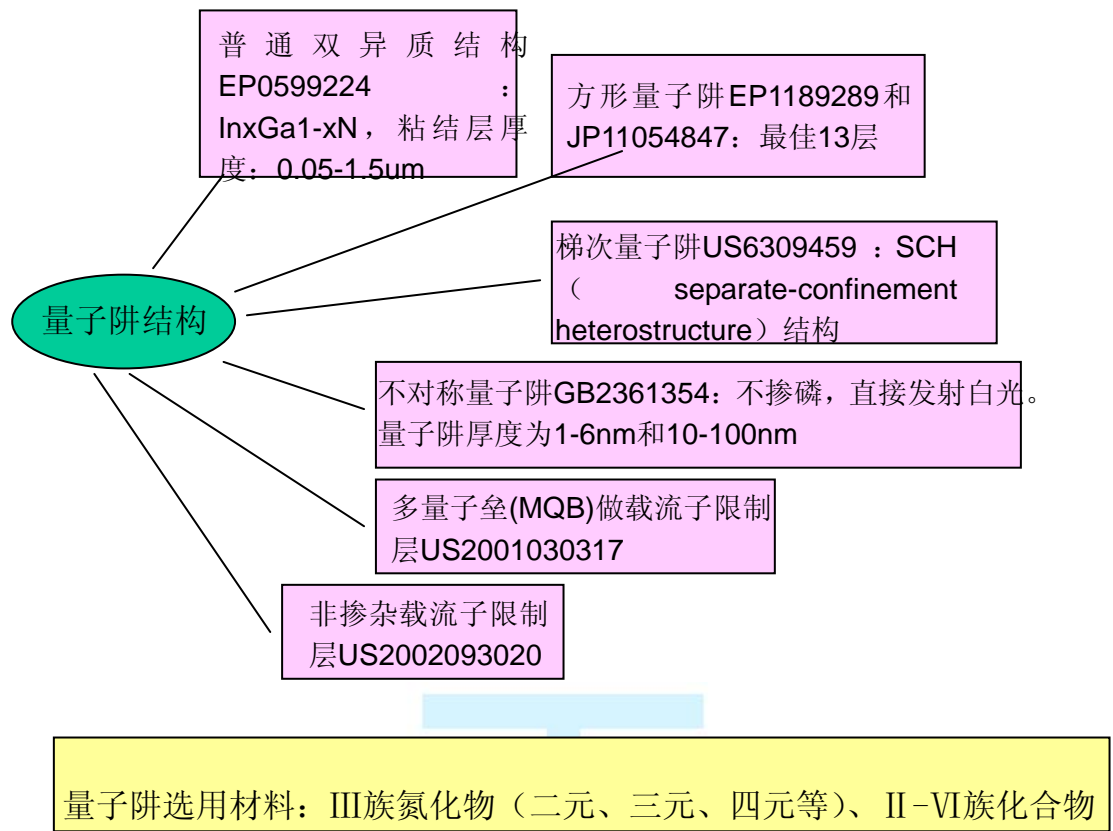 普通双异质结构
EP0599224：
InxGa1-xN，粘结层厚
度：0.05-1.5um
方形量子阱EP1189289和
JP11054847：最佳13层
梯次量子阱US6309459 ：SCH
（ separate-confinement
heterostructure）结构
量子阱结构
不对称量子阱GB2361354：不掺磷，直接发射白光。
量子阱厚度为1-6nm和10-100nm
多量子垒(MQB)做载流子限制
层US2001030317
非掺杂载流子限制
层US2002093020
量子阱选用材料：Ⅲ族氮化物（二元、三元、四元等）、Ⅱ-Ⅵ族化合物